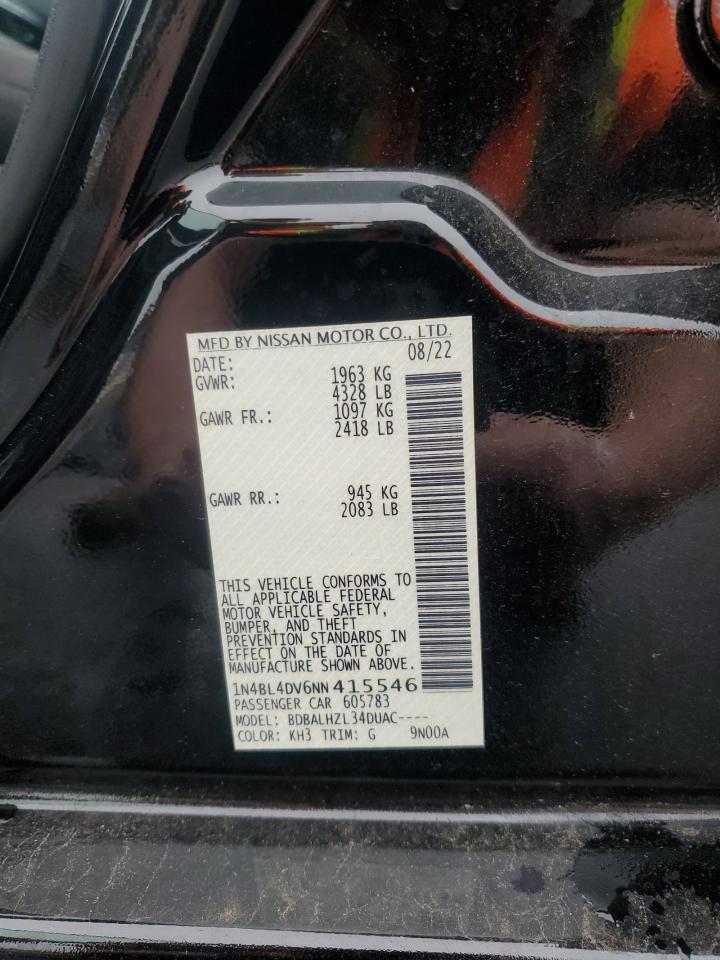 MFD BY NISSAN MOTOR CO., LTD.
DATE: 08/22
GVWR: 1963 KG
4328 LB
GAWR FR.: 1097 KG
2418 LB
GAWR RR.: 945 KG
2083 LB
THIS VEHICLE CONFORMS TO
ALL APPLICABLE FEDERAL
MOTOR VEHICLE SAFETY,
BUMPER, AND THEFT
PREVENTION STANDARDS IN
EFFECT ON THE DATE OF
MANUFACTURE SHOWN ABOVE.
1N4BL4DV6NN415546
PASSENGER CAR 605783
MODEL: BDBALHZL34DUAC----
COLOR: KH3 TRIM: G 9N00A